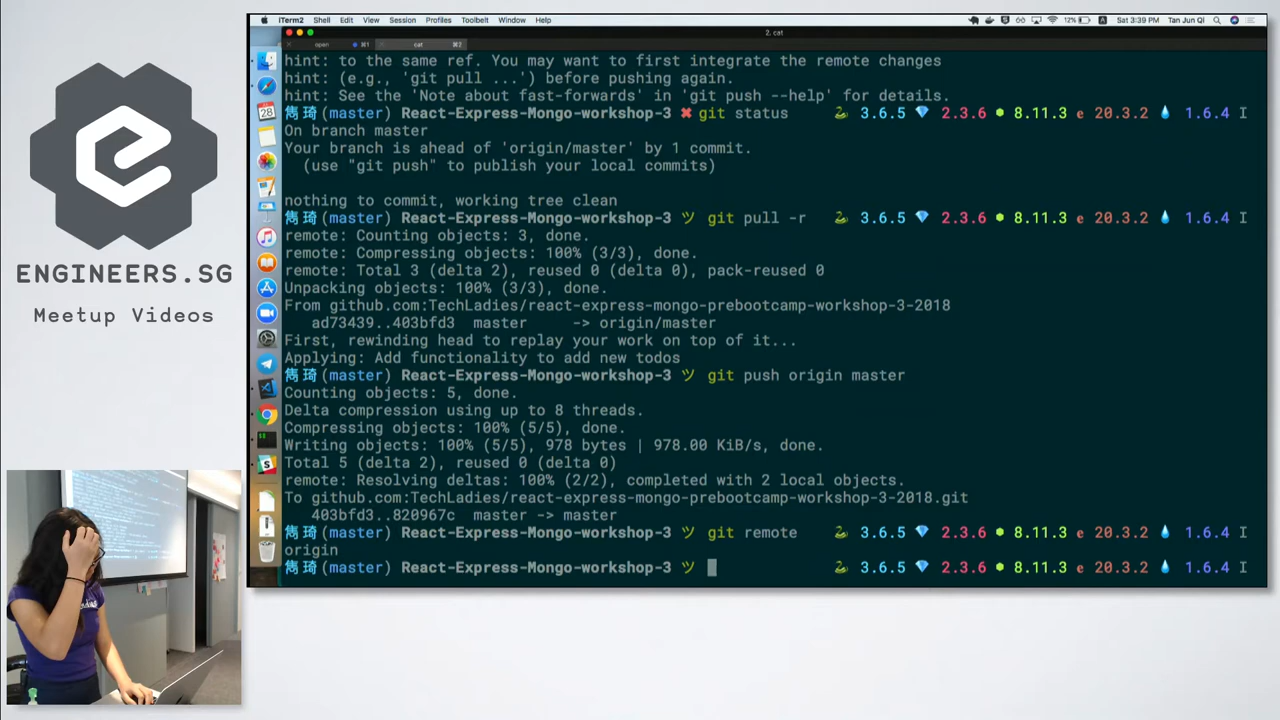 iTerm2 Shell Edit View Session Profiles Toolbelt Window Help 12% Sat 3:39 PM Tan Jun Qi
2. cat
open ⌘1 cat ⌘2
hint: to the same ref. You may want to first integrate the remote changes
hint: (e.g., 'git pull ...') before pushing again.
hint: See the 'Note about fast-forwards' in 'git push --help' for details.
隽琦(master) React-Express-Mongo-workshop-3 ✖ git status 3.6.5 2.3.6 8.11.3 e 20.3.2 1.6.4 I
On branch master
Your branch is ahead of 'origin/master' by 1 commit.
(use "git push" to publish your local commits)
nothing to commit, working tree clean
隽琦(master) React-Express-Mongo-workshop-3 ツ git pull -r 3.6.5 2.3.6 8.11.3 e 20.3.2 1.6.4 I
remote: Counting objects: 3, done.
remote: Compressing objects: 100% (3/3), done.
remote: Total 3 (delta 2), reused 0 (delta 0), pack-reused 0
Unpacking objects: 100% (3/3), done.
From github.com:TechLadies/react-express-mongo-prebootcamp-workshop-3-2018
ad73439..403bfd3 master -> origin/master
First, rewinding head to replay your work on top of it...
Applying: Add functionality to add new todos
隽琦(master) React-Express-Mongo-workshop-3 ツ git push origin master
Counting objects: 5, done.
Delta compression using up to 8 threads.
Compressing objects: 100% (5/5), done.
Writing objects: 100% (5/5), 978 bytes | 978.00 KiB/s, done.
Total 5 (delta 2), reused 0 (delta 0)
remote: Resolving deltas: 100% (2/2), completed with 2 local objects.
To github.com:TechLadies/react-express-mongo-prebootcamp-workshop-3-2018.git
403bfd3..820967c master -> master
隽琦(master) React-Express-Mongo-workshop-3 ツ git remote 3.6.5 2.3.6 8.11.3 e 20.3.2 1.6.4 I
origin
隽琦(master) React-Express-Mongo-workshop-3 ツ 3.6.5 2.3.6 8.11.3 e 20.3.2 1.6.4 I
28
ENGINEERS.SG
Meetup Videos